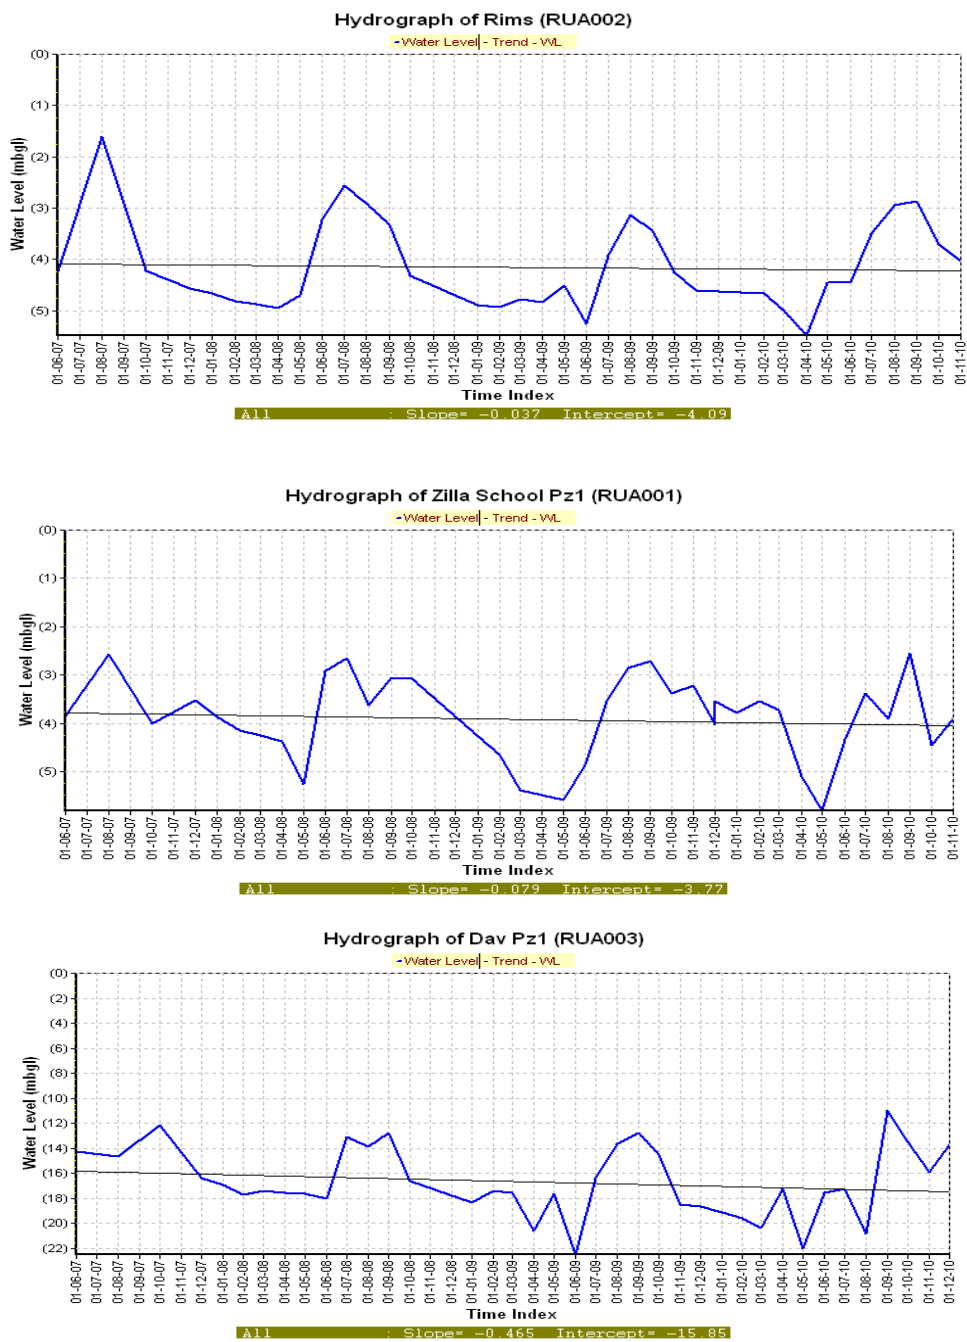 Hydrograph of Rims (RUA002)
Water Level - Trend - WL
Water Level (mbgl)
(0)
(1)
(2)
(3)
(4)
(5)
01-06-07 01-07-07 01-08-07 01-09-07 01-10-07 01-11-07 01-12-07 01-01-08 01-02-08 01-03-08 01-04-08 01-05-08 01-06-08 01-07-08 01-08-08 01-09-08 01-10-08 01-11-08 01-12-08 01-01-09 01-02-09 01-03-09 01-04-09 01-05-09 01-06-09 01-07-09 01-08-09 01-09-09 01-10-09 01-11-09 01-12-09 01-01-10 01-02-10 01-03-10 01-04-10 01-05-10 01-06-10 01-07-10 01-08-10 01-09-10 01-10-10 01-11-10
Time Index
All : Slope= -0.037 Intercept= -4.09
Hydrograph of Zilla School Pz1 (RUA001)
Water Level - Trend - WL
Water Level (mbgl)
(0)
(1)
(2)
(3)
(4)
(5)
01-06-07 01-07-07 01-08-07 01-09-07 01-10-07 01-11-07 01-12-07 01-01-08 01-02-08 01-03-08 01-04-08 01-05-08 01-06-08 01-07-08 01-08-08 01-09-08 01-10-08 01-11-08 01-12-08 01-01-09 01-02-09 01-03-09 01-04-09 01-05-09 01-06-09 01-07-09 01-08-09 01-09-09 01-10-09 01-11-09 01-12-09 01-01-10 01-02-10 01-03-10 01-04-10 01-05-10 01-06-10 01-07-10 01-08-10 01-09-10 01-10-10 01-11-10
Time Index
All : Slope= -0.079 Intercept= -3.77
Hydrograph of Dav Pz1 (RUA003)
Water Level - Trend - WL
Water Level (mbgl)
(0)
(2)
(4)
(6)
(8)
(10)
(12)
(14)
(16)
(18)
(20)
(22)
01-06-07 01-07-07 01-08-07 01-09-07 01-10-07 01-11-07 01-12-07 01-01-08 01-02-08 01-03-08 01-04-08 01-05-08 01-06-08 01-07-08 01-08-08 01-09-08 01-10-08 01-11-08 01-12-08 01-01-09 01-02-09 01-03-09 01-04-09 01-05-09 01-06-09 01-07-09 01-08-09 01-09-09 01-10-09 01-11-09 01-12-09 01-01-10 01-02-10 01-03-10 01-04-10 01-05-10 01-06-10 01-07-10 01-08-10 01-09-10 01-10-10 01-11-10 01-12-10
Time Index
All : Slope= -0.465 Intercept= -15.85